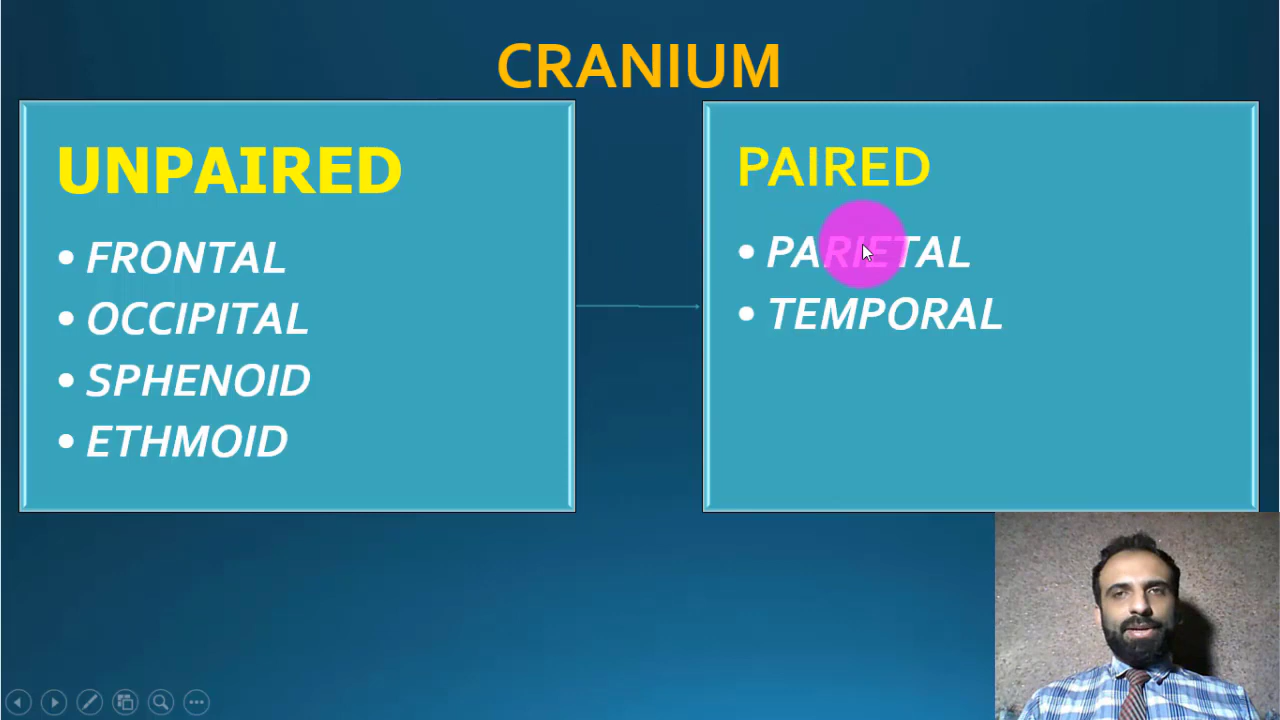 CRANIUM
UNPAIRED
• FRONTAL
• OCCIPITAL
• SPHENOID
• ETHMOID
PAIRED
• PARIETAL
• TEMPORAL